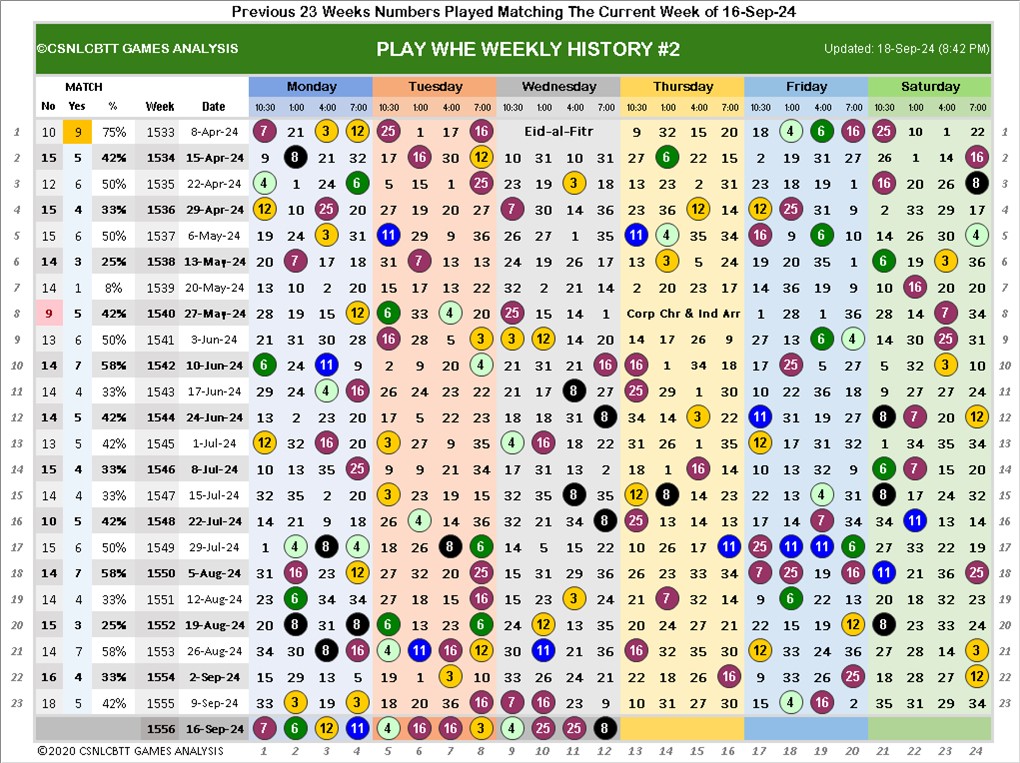 Previous 23 Weeks Numbers Played Matching The Current Week of 16-Sep-24
©CSNLCBTT GAMES ANALYSIS PLAY WHE WEEKLY HISTORY #2 Updated: 18-Sep-24 (8:42 PM)
MATCH Monday Tuesday Wednesday Thursday Friday Saturday
No Yes % Week Date 10:30 1:00 4:00 7:00 10:30 1:00 4:00 7:00 10:30 1:00 4:00 7:00 10:30 1:00 4:00 7:00 10:30 1:00 4:00 7:00 10:30 1:00 4:00 7:00
1 10 9 75% 1533 8-Apr-24 7 21 3 12 25 1 17 16 Eid-al-Fitr 9 32 15 20 18 4 6 16 25 10 1 22 1
2 15 5 42% 1534 15-Apr-24 9 8 21 32 17 16 30 12 10 31 10 31 27 6 22 15 2 19 31 27 26 1 14 16 2
3 12 6 50% 1535 22-Apr-24 4 1 24 6 5 15 1 25 23 19 3 18 13 23 2 31 23 18 19 1 16 20 26 8 3
4 15 4 33% 1536 29-Apr-24 12 10 25 20 27 19 20 27 7 30 14 36 23 36 12 14 12 25 31 9 2 33 29 17 4
5 15 6 50% 1537 6-May-24 19 24 3 31 11 29 9 36 26 27 1 35 11 4 35 34 16 9 6 10 14 26 30 4 5
6 14 3 25% 1538 13-May-24 20 7 17 18 31 7 13 13 24 19 26 17 13 3 5 24 19 20 35 1 6 19 3 36 6
7 14 1 8% 1539 20-May-24 13 10 2 20 15 17 13 22 32 2 21 14 2 20 23 17 14 36 19 9 10 16 20 20 7
8 9 5 42% 1540 27-May-24 28 19 15 12 6 33 4 20 25 15 14 1 Corp Chr & Ind Arr 1 28 1 36 28 14 7 34 8
9 13 6 50% 1541 3-Jun-24 21 31 30 28 16 28 5 3 3 12 14 20 14 17 26 9 27 13 6 4 14 30 25 31 9
10 14 7 58% 1542 10-Jun-24 6 24 11 9 2 9 20 4 21 31 21 16 16 1 34 18 17 25 5 27 5 32 3 10 10
11 14 4 33% 1543 17-Jun-24 29 24 4 16 26 24 23 22 21 17 8 27 25 29 1 30 10 22 36 18 9 27 27 24 11
12 14 5 42% 1544 24-Jun-24 13 2 23 20 17 5 22 23 18 18 31 8 34 14 3 22 11 31 19 27 8 7 20 12 12
13 13 5 42% 1545 1-Jul-24 12 32 16 20 3 27 9 35 4 16 18 22 31 26 1 35 12 17 31 32 1 34 35 34 13
14 15 4 33% 1546 8-Jul-24 10 13 35 25 9 9 21 34 17 31 13 2 18 1 16 14 10 13 32 9 6 7 15 20 14
15 14 4 33% 1547 15-Jul-24 32 35 2 20 3 23 19 15 32 35 8 35 12 8 14 23 22 13 4 31 8 17 24 32 15
16 10 5 42% 1548 22-Jul-24 14 21 9 18 26 4 14 36 32 21 34 8 25 13 14 13 17 14 7 34 34 11 13 14 16
17 15 6 50% 1549 29-Jul-24 1 4 8 4 18 26 8 6 14 5 15 22 10 26 17 11 25 11 11 6 27 33 22 19 17
18 14 7 58% 1550 5-Aug-24 31 16 23 12 27 32 20 25 15 31 29 36 26 23 33 34 7 25 19 16 11 21 36 25 18
19 14 4 33% 1551 12-Aug-24 23 6 34 34 27 18 15 16 15 23 3 24 21 7 32 14 9 6 22 13 20 18 32 23 19
20 15 3 25% 1552 19-Aug-24 20 8 31 8 6 13 23 6 24 12 13 35 20 24 27 21 2 15 20 12 8 23 33 24 20
21 14 7 58% 1553 26-Aug-24 34 30 8 16 4 11 16 12 30 11 21 36 16 32 35 30 12 33 24 36 27 28 14 3 21
22 16 4 33% 1554 2-Sep-24 15 29 13 5 19 1 3 10 33 26 24 21 22 18 26 16 9 33 26 25 18 28 27 12 22
23 18 5 42% 1555 9-Sep-24 33 3 19 3 18 20 36 16 7 16 23 9 10 31 27 30 15 4 16 2 35 31 29 34 23
1556 16-Sep-24 7 6 12 11 4 16 16 3 4 25 25 8
©2020 CSNLCBTT GAMES ANALYSIS 1 2 3 4 5 6 7 8 9 10 11 12 13 14 15 16 17 18 19 20 21 22 23 24